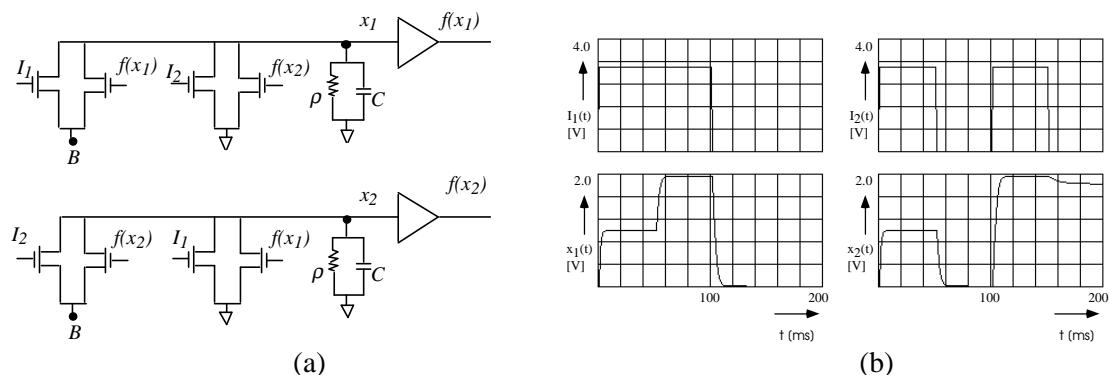 x1 f(x1)
I1 f(x1) I2 f(x2)
ρ C
B
x2 f(x2)
I2 f(x2) I1 f(x1)
ρ C
B
(a)
4.0
I1(t)
[V]
2.0
x1(t)
[V]
100 200
t [ms]
4.0
I2(t)
[V]
2.0
x2(t)
[V]
100 200
t [ms]
(b)